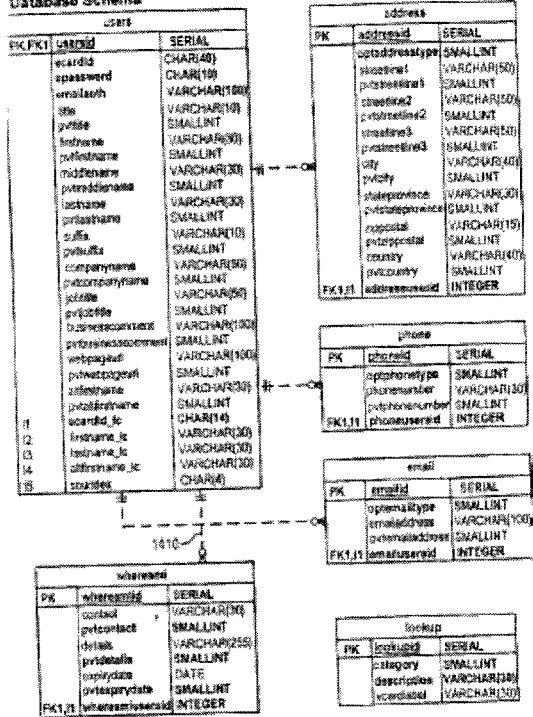 Database Schema
users
PK,FK1 userid SERIAL
ecardid CHAR(40)
epassword CHAR(10)
emailauth VARCHAR(100)
title VARCHAR(10)
pvttitle SMALLINT
firstname VARCHAR(30)
pvtfirstname SMALLINT
middlename VARCHAR(30)
pvtmiddlename SMALLINT
lastname VARCHAR(30)
pvtlastname SMALLINT
suffix VARCHAR(10)
pvtsuffix SMALLINT
companyname VARCHAR(50)
pvtcompanyname SMALLINT
jobtitle VARCHAR(50)
pvtjobtitle SMALLINT
businesscomment VARCHAR(100)
pvtbusinesscomment SMALLINT
webpageurl VARCHAR(100)
pvtwebpageurl SMALLINT
altfirstname VARCHAR(30)
pvtaltfirstname SMALLINT
I1 ecardid_lc CHAR(14)
I2 firstname_lc VARCHAR(30)
I3 lastname_lc VARCHAR(30)
I4 altfirstname_lc VARCHAR(30)
I5 soundex CHAR(4)
address
PK addressid SERIAL
optaddresstype SMALLINT
streetline1 VARCHAR(50)
pvtstreetline1 SMALLINT
streetline2 VARCHAR(50)
pvtstreetline2 SMALLINT
streetline3 VARCHAR(50)
pvtstreetline3 SMALLINT
city VARCHAR(40)
pvtcity SMALLINT
stateprovince VARCHAR(30)
pvtstateprovince SMALLINT
zippostal VARCHAR(15)
pvtzippostal SMALLINT
country VARCHAR(40)
pvtcountry SMALLINT
FK1,I1 addressuserid INTEGER
phone
PK phoneid SERIAL
optphonetype SMALLINT
phonenumber VARCHAR(30)
pvtphonenumber SMALLINT
FK1,I1 phoneuserid INTEGER
email
PK emailid SERIAL
optemailtype SMALLINT
emailaddress VARCHAR(100)
pvtemailaddress SMALLINT
FK1,I1 emailuserid INTEGER
1410
whereami
PK whereamiid SERIAL
contact VARCHAR(30)
pvtcontact SMALLINT
details VARCHAR(255)
pvtdetails SMALLINT
expirydate DATE
pvtexpirydate SMALLINT
FK1,I1 whereamiuserid INTEGER
lookup
PK lookupid SERIAL
category SMALLINT
description VARCHAR(30)
vcardlabel VARCHAR(30)